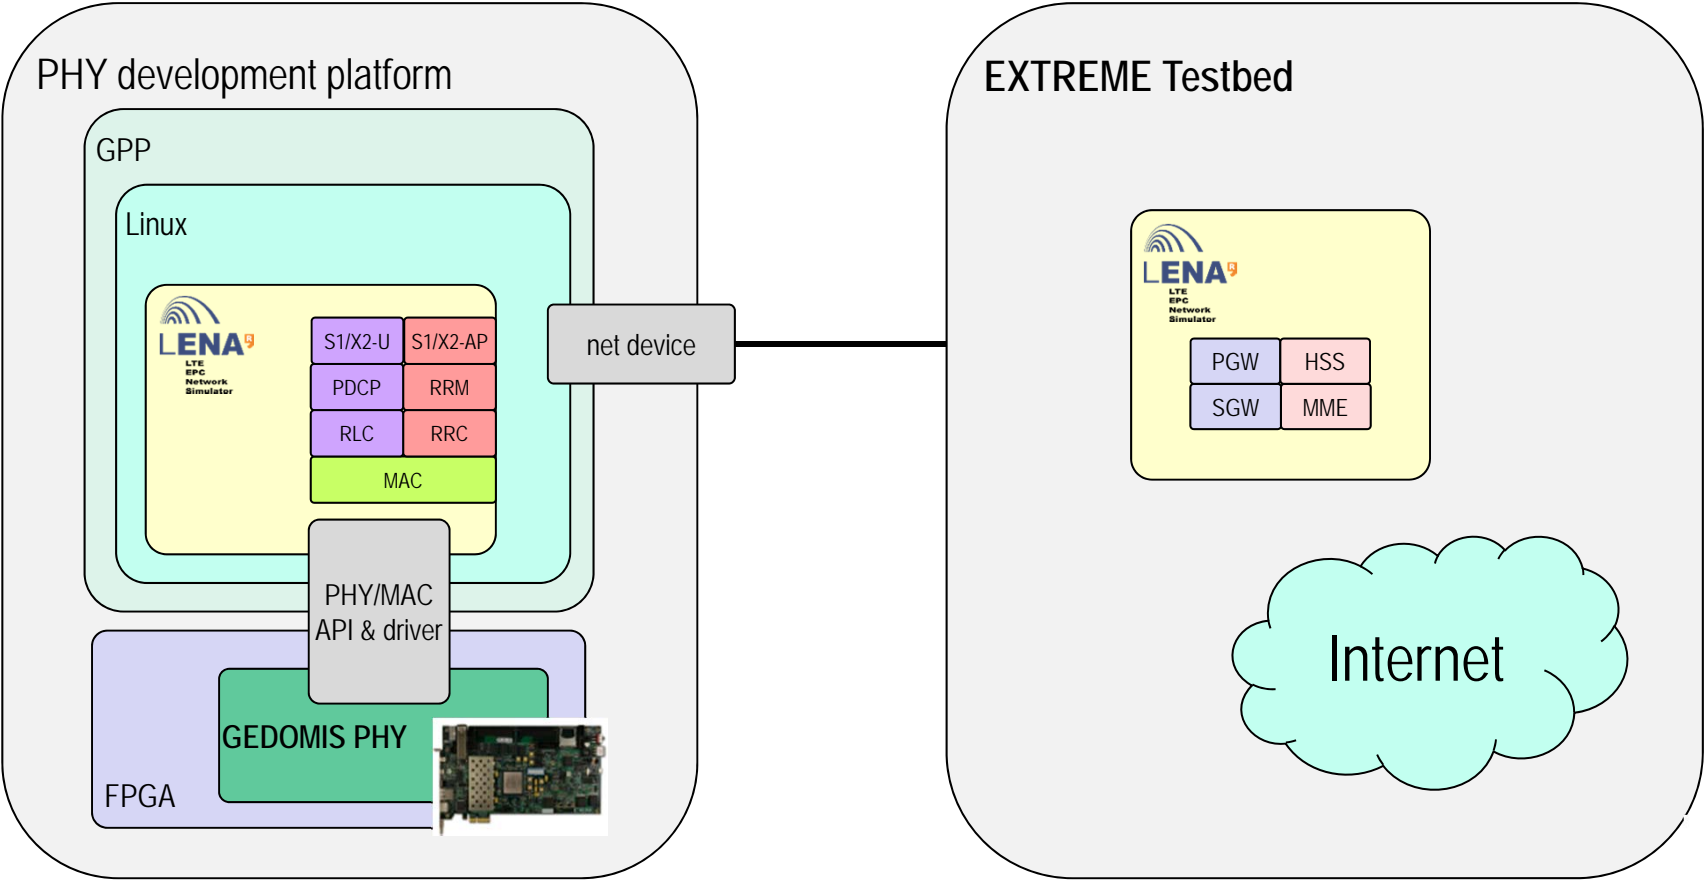 PHY development platform
GPP
Linux
LENA
LTE
EPC
Network
Simulator
S1/X2-U S1/X2-AP
PDCP RRM
RLC RRC
MAC
PHY/MAC
API & driver
GEDOMIS PHY
FPGA
net device
EXTREME Testbed
LENA
LTE
EPC
Network
Simulator
PGW HSS
SGW MME
Internet